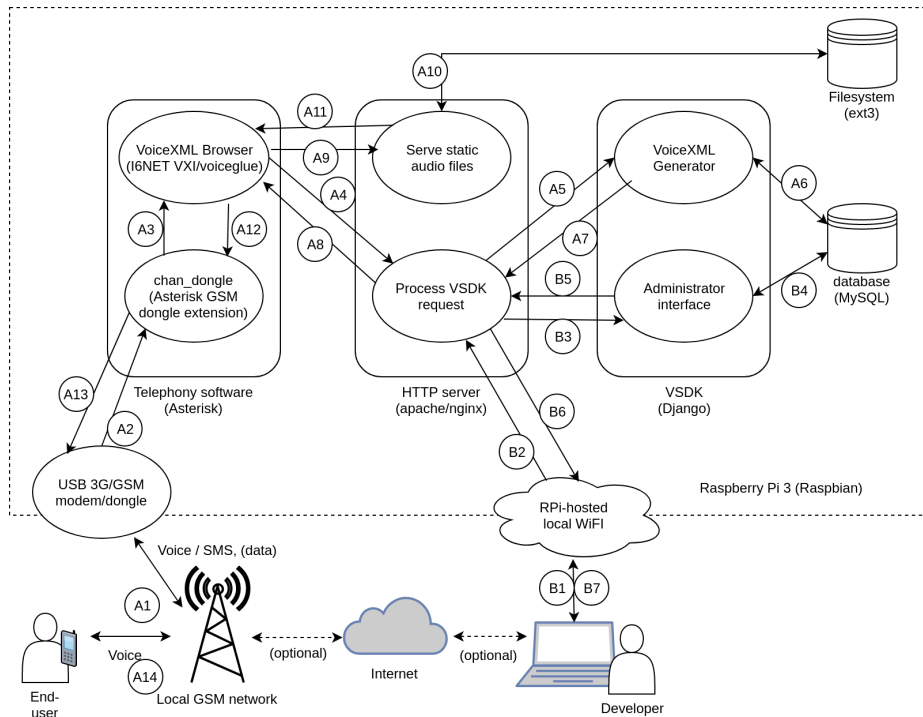 A10
Filesystem
(ext3)
A11
VoiceXML Browser
(I6NET VXI/voiceglue)
A9
Serve static
audio files
VoiceXML
Generator
A4
A5
A6
A3
A12
A8
A7
chan_dongle
(Asterisk GSM
dongle extension)
Process VSDK
request
B5
Administrator
interface
B4
database
(MySQL)
B3
A13
Telephony software
(Asterisk)
HTTP server
(apache/nginx)
VSDK
(Django)
A2
B6
B2
USB 3G/GSM
modem/dongle
RPi-hosted
local WiFI
Raspberry Pi 3 (Raspbian)
Voice / SMS, (data)
A1
B1
B7
Voice
A14
(optional)
(optional)
Internet
End-
user
Local GSM network
Developer